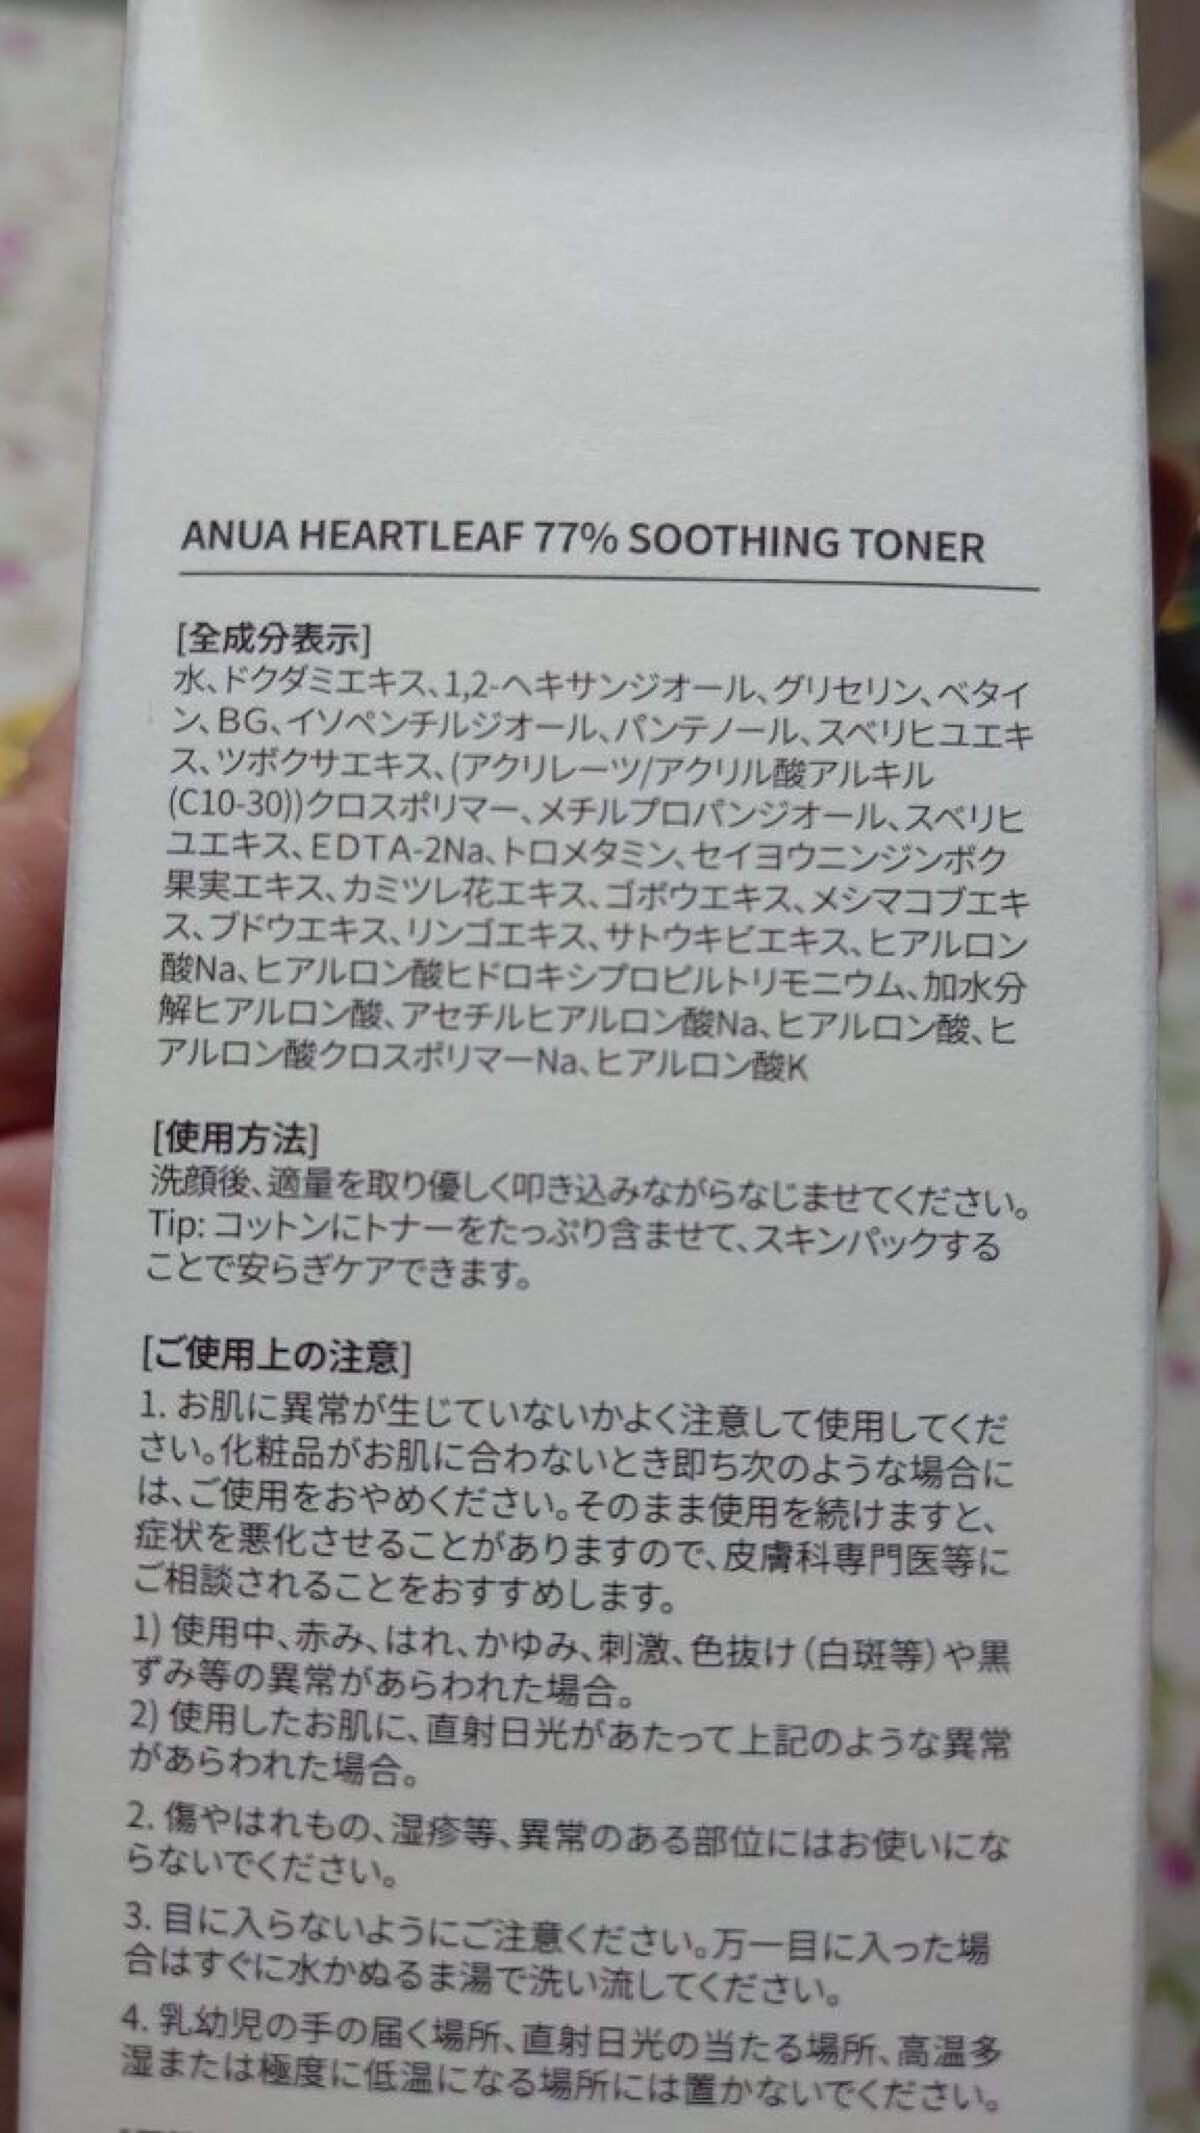 ANUA HEARTLEAF 77% SOOTHING TONER
[全成分表示]
水、ドクダミエキス、1,2-ヘキサンジオール、グリセリン、ベタイ
ン、BG、イソペンチルジオール、パンテノール、スベリヒユエキ
ス、ツボクサエキス、(アクリレーツ/アクリル酸アルキル
(C10-30))クロスポリマー、メチルプロパンジオール、スベリヒ
ユエキス、EDTA-2Na、トロメタミン、セイヨウニンジンボク
果実エキス、カミツレ花エキス、ゴボウエキス、メシマコブエキ
ス、ブドウエキス、リンゴエキス、サトウキビエキス、ヒアルロン
酸Na、ヒアルロン酸ヒドロキシプロピルトリモニウム、加水分
解ヒアルロン酸、アセチルヒアルロン酸Na、ヒアルロン酸、ヒ
アルロン酸クロスポリマーNa、ヒアルロン酸K
[使用方法]
洗顔後、適量を取り優しく叩き込みながらなじませてください。
Tip: コットンにトナーをたっぷり含ませて、スキンパックする
ことで安らぎケアできます。
[ご使用上の注意]
1. お肌に異常が生じていないかよく注意して使用してくだ
さい。化粧品がお肌に合わないとき即ち次のような場合に
は、ご使用をおやめください。そのまま使用を続けますと、
症状を悪化させることがありますので、皮膚科専門医等に
ご相談されることをおすすめします。
1) 使用中、赤み、はれ、かゆみ、刺激、色抜け(白斑等)や黒
ずみ等の異常があらわれた場合。
2) 使用したお肌に、直射日光があたって上記のような異常
があらわれた場合。
2. 傷やはれもの、湿疹等、異常のある部位にはお使いにな
らないでください。
3. 目に入らないようにご注意ください。万一目に入った場
合はすぐに水かぬるま湯で洗い流してください。
4. 乳幼児の手の届く場所、直射日光の当たる場所、高温多
湿または極度に低温になる場所には置かないでください。